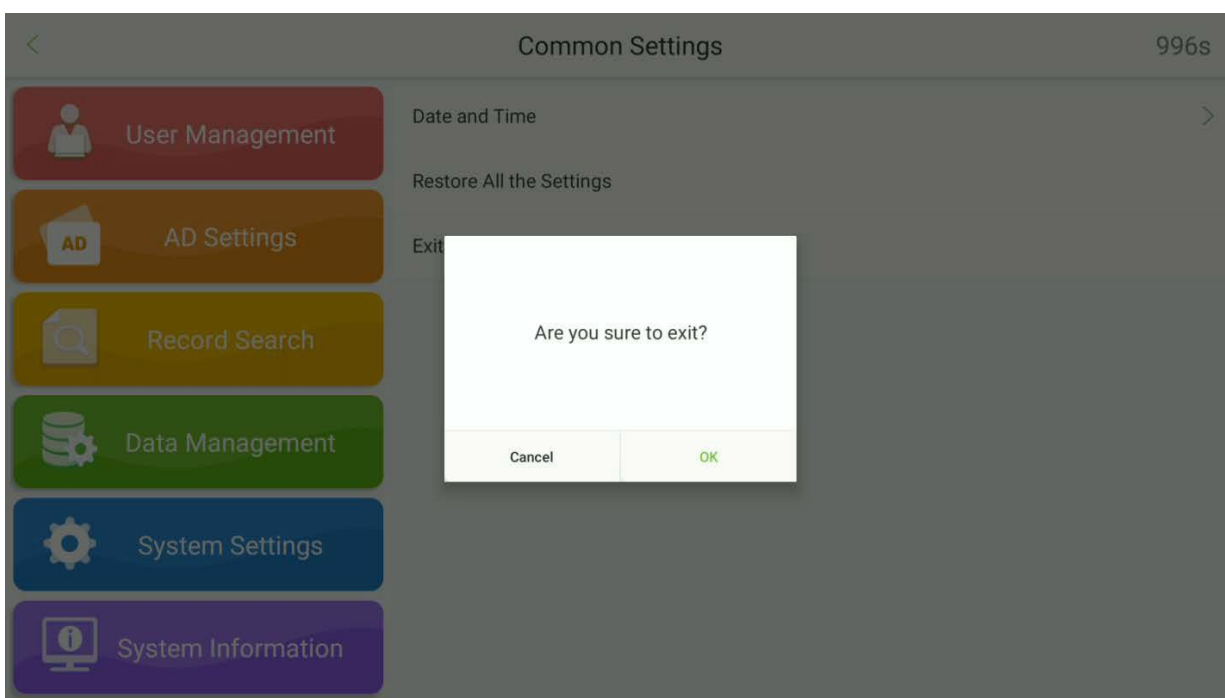 Common Settings
996s
User Management
AD
AD Settings
Record Search
Data Management
System Settings
System Information
Date and Time
Restore All the Settings
Exit
Are you sure to exit?
Cancel
OK